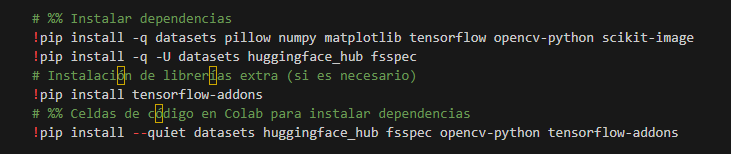 # %% Instalar dependencias
!pip install -q datasets pillow numpy matplotlib tensorflow opencv-python scikit-image
!pip install -q -U datasets huggingface_hub fsspec
# Instalación de librerías extra (si es necesario)
!pip install tensorflow-addons
# %% Celdas de código en Colab para instalar dependencias
!pip install --quiet datasets huggingface_hub fsspec opencv-python tensorflow-addons